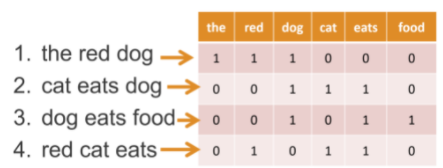 the red dog cat eats food
1. the red dog 1 1 1 0 0 0
2. cat eats dog 0 0 1 1 1 0
3. dog eats food 0 0 1 0 1 1
4. red cat eats 0 1 0 1 1 0